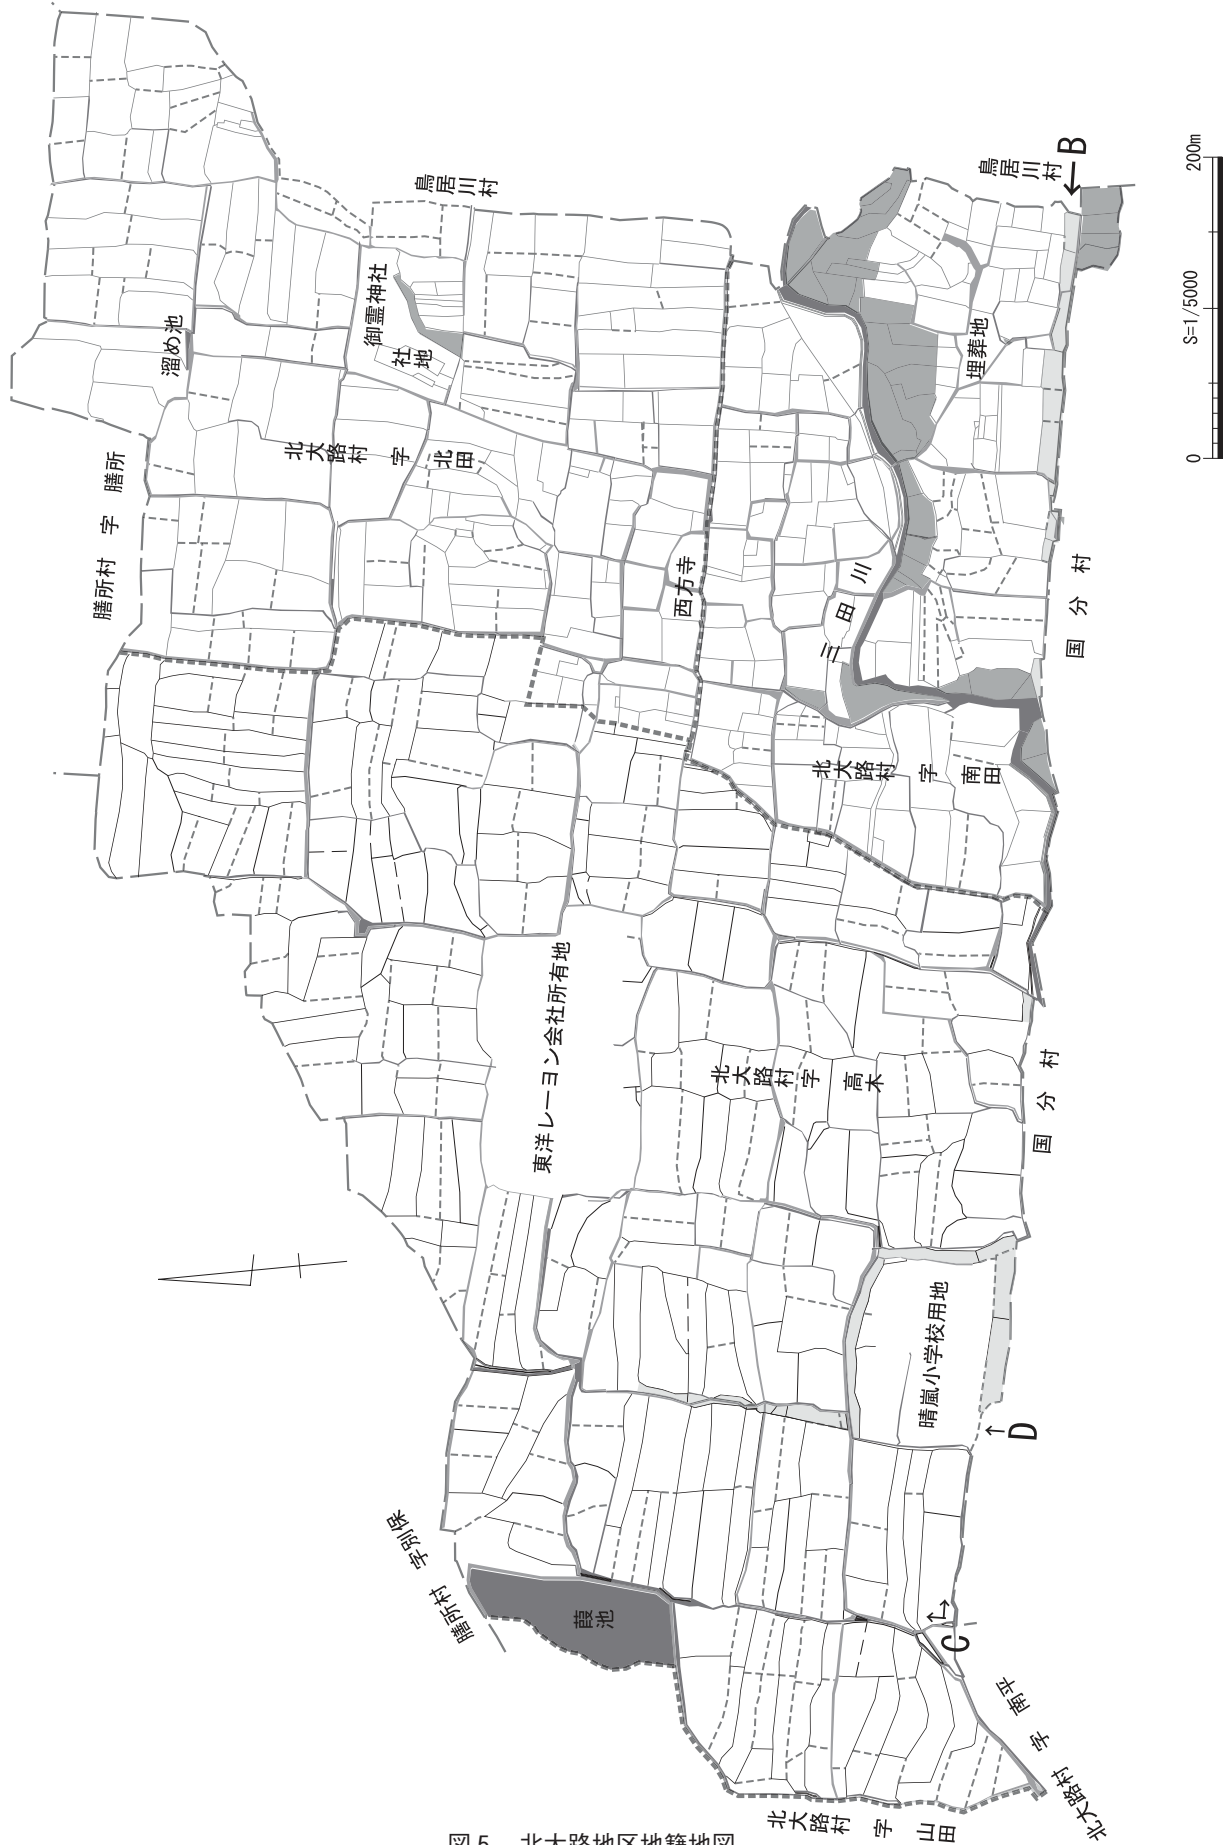 鳥居川村
鳥居川村
B
200m
S=1/5000
0
溜め池
御霊神社
社地
埋葬地
膳所村 字 膳所
北大路村 字 北田
西方寺
三田川
国分村
北大路村 字 南田
東洋レーヨン会社所有地
北大路村 字 高木
国分村
晴嵐小学校用地
D
膳所村 字別保
葭池
C
北大路村 字 南平
北大路村 字 山田
図5 北大路地区地籍地図